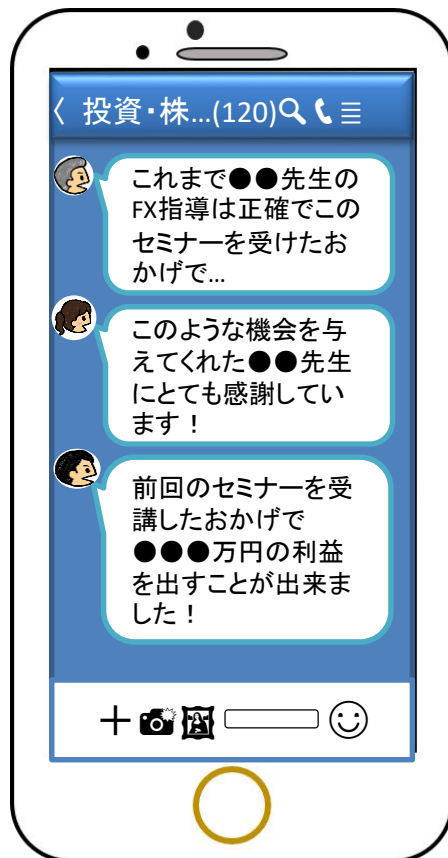 投資・株…(120)
これまで●●先生の
FX指導は正確でこの
セミナーを受けたお
かげで…
このような機会を与
えてくれた●●先生
にとても感謝してい
ます！
前回のセミナーを受
講したおかげで
●●●万円の利益
を出すことが出来ま
した！